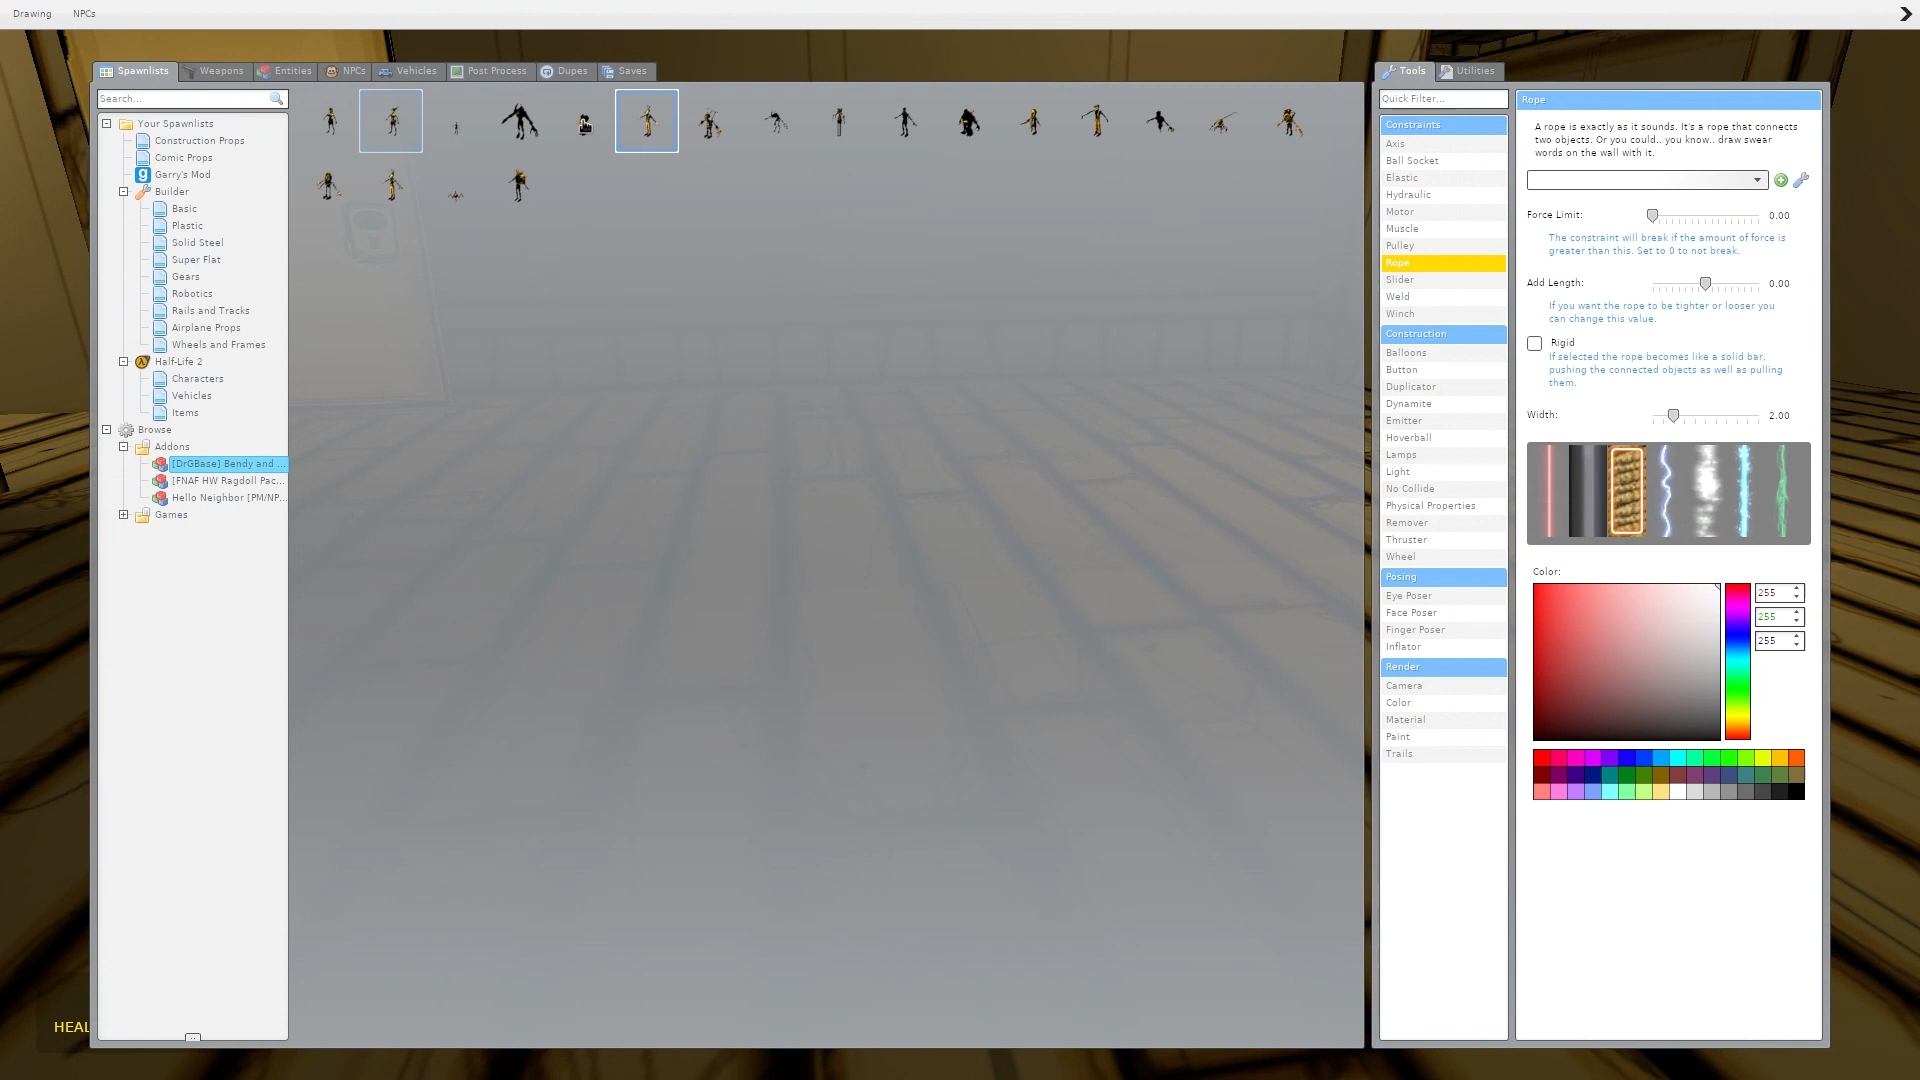 Drawing NPCs
Spawnlists Weapons Entities NPCs Vehicles Post Process Dupes Saves
Search...
Your Spawnlists
Construction Props
Comic Props
Garry's Mod
Builder
Basic
Plastic
Solid Steel
Super Flat
Gears
Robotics
Rails and Tracks
Airplane Props
Wheels and Frames
Half-Life 2
Characters
Vehicles
Items
Browse
Addons
[DrGBase] Bendy and ...
[FNAF HW Ragdoll Pac...
Hello Neighbor [PM/NP...
Games
HEAL
Tools Utilities
Quick Filter...
Constraints
Axis
Ball Socket
Elastic
Hydraulic
Motor
Muscle
Pulley
Rope
Slider
Weld
Winch
Construction
Balloons
Button
Duplicator
Dynamite
Emitter
Hoverball
Lamps
Light
No Collide
Physical Properties
Remover
Thruster
Wheel
Posing
Eye Poser
Face Poser
Finger Poser
Inflator
Render
Camera
Color
Material
Paint
Trails
Rope
A rope is exactly as it sounds. It's a rope that connects
two objects. Or you could.. you know.. draw swear
words on the wall with it.
Force Limit: 0.00
The constraint will break if the amount of force is
greater than this. Set to 0 to not break.
Add Length: 0.00
If you want the rope to be tighter or looser you
can change this value.
Rigid
If selected the rope becomes like a solid bar,
pushing the connected objects as well as pulling
them.
Width: 2.00
Color:
255
255
255